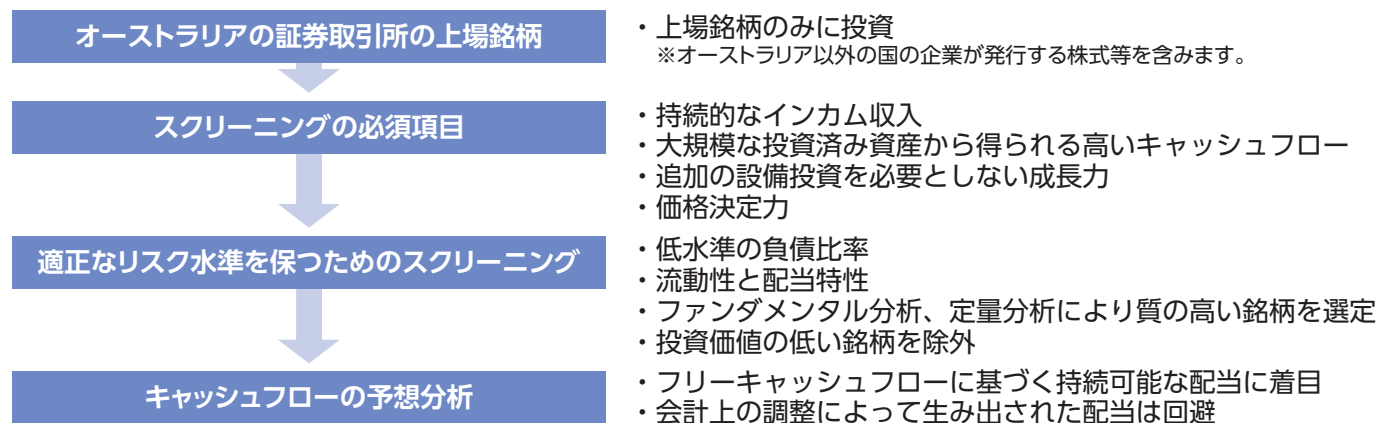 オーストラリアの証券取引所の上場銘柄
・上場銘柄のみに投資
※オーストラリア以外の国の企業が発行する株式等を含みます。
スクリーニングの必須項目
・持続的なインカム収入
・大規模な投資済み資産から得られる高いキャッシュフロー
・追加の設備投資を必要としない成長力
・価格決定力
適正なリスク水準を保つためのスクリーニング
・低水準の負債比率
・流動性と配当特性
・ファンダメンタル分析、定量分析により質の高い銘柄を選定
・投資価値の低い銘柄を除外
キャッシュフローの予想分析
・フリーキャッシュフローに基づく持続可能な配当に着目
・会計上の調整によって生み出された配当は回避